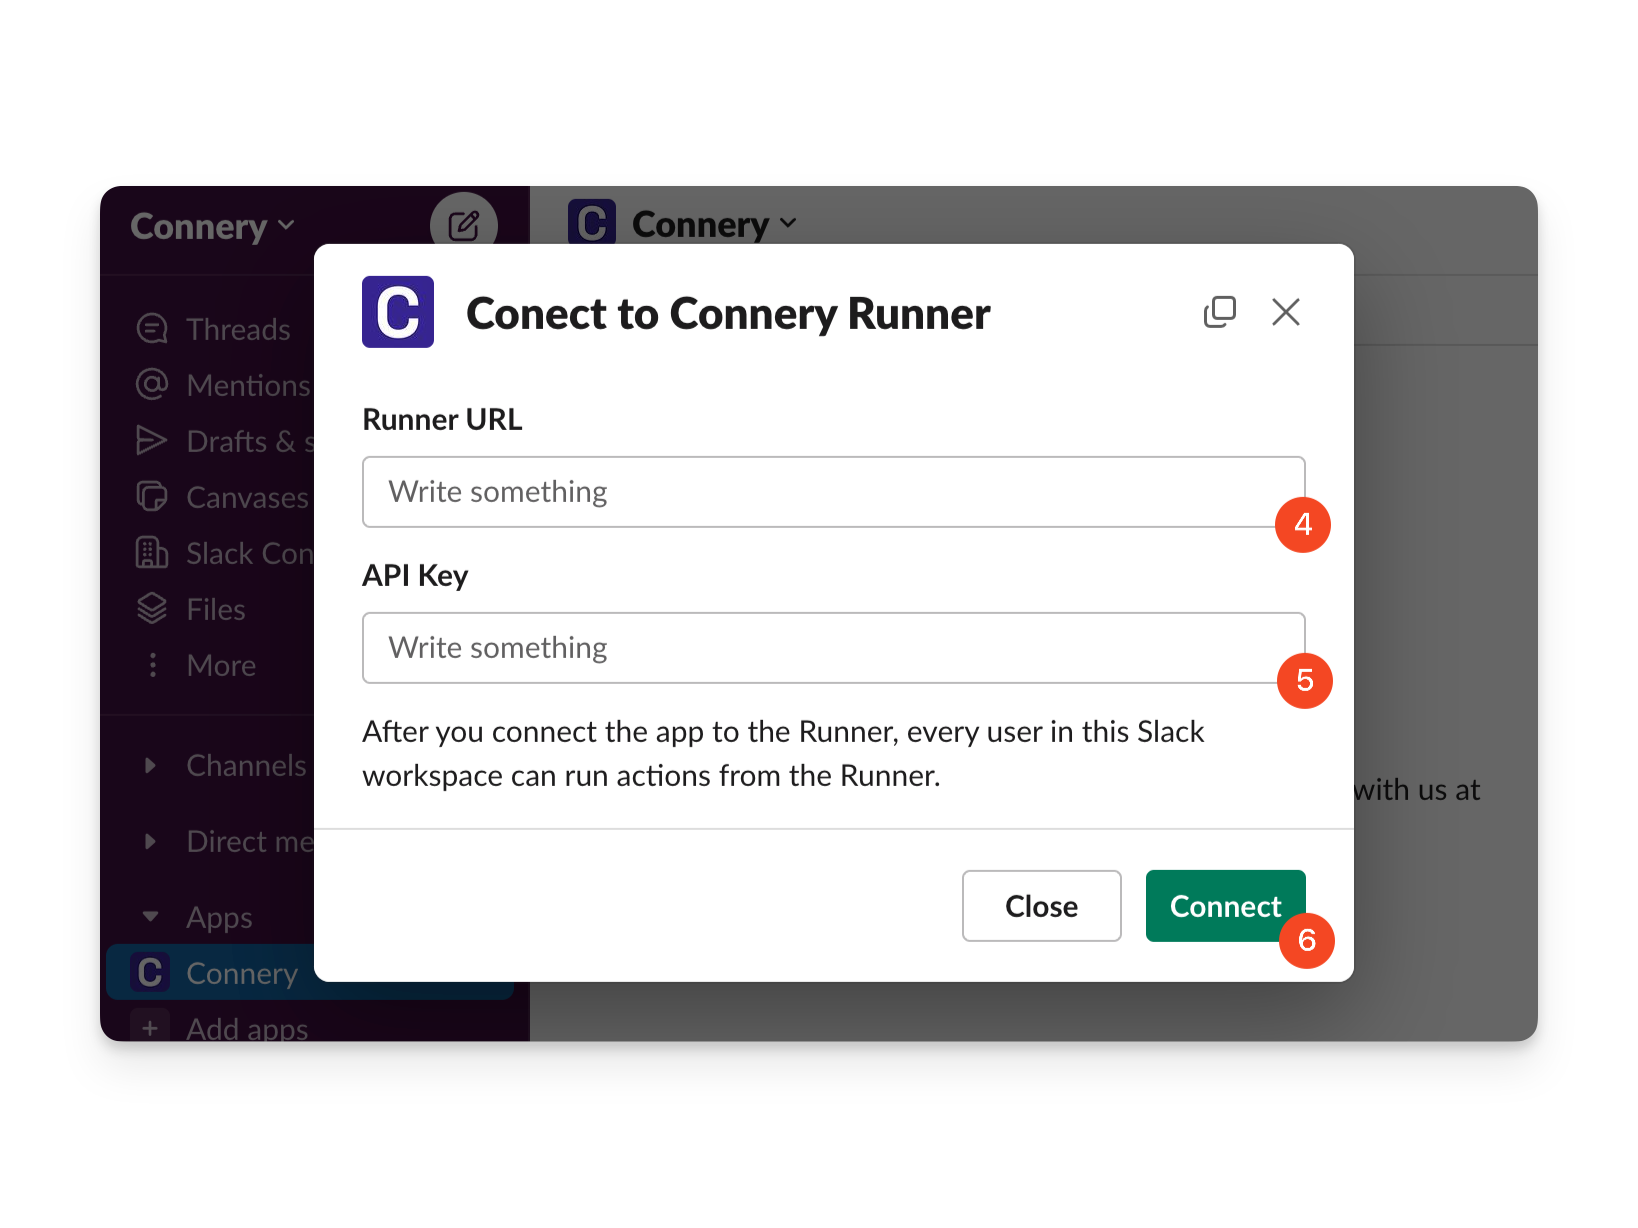 Connery
C Connery
Threads
Mentions
Drafts & s
Canvases
Slack Con
Files
More
Channels
Direct me
Apps
C Connery
+ Add apps
C Conect to Connery Runner
Runner URL
Write something
4
API Key
Write something
5
After you connect the app to the Runner, every user in this Slack
workspace can run actions from the Runner.
Close
Connect
6
with us at